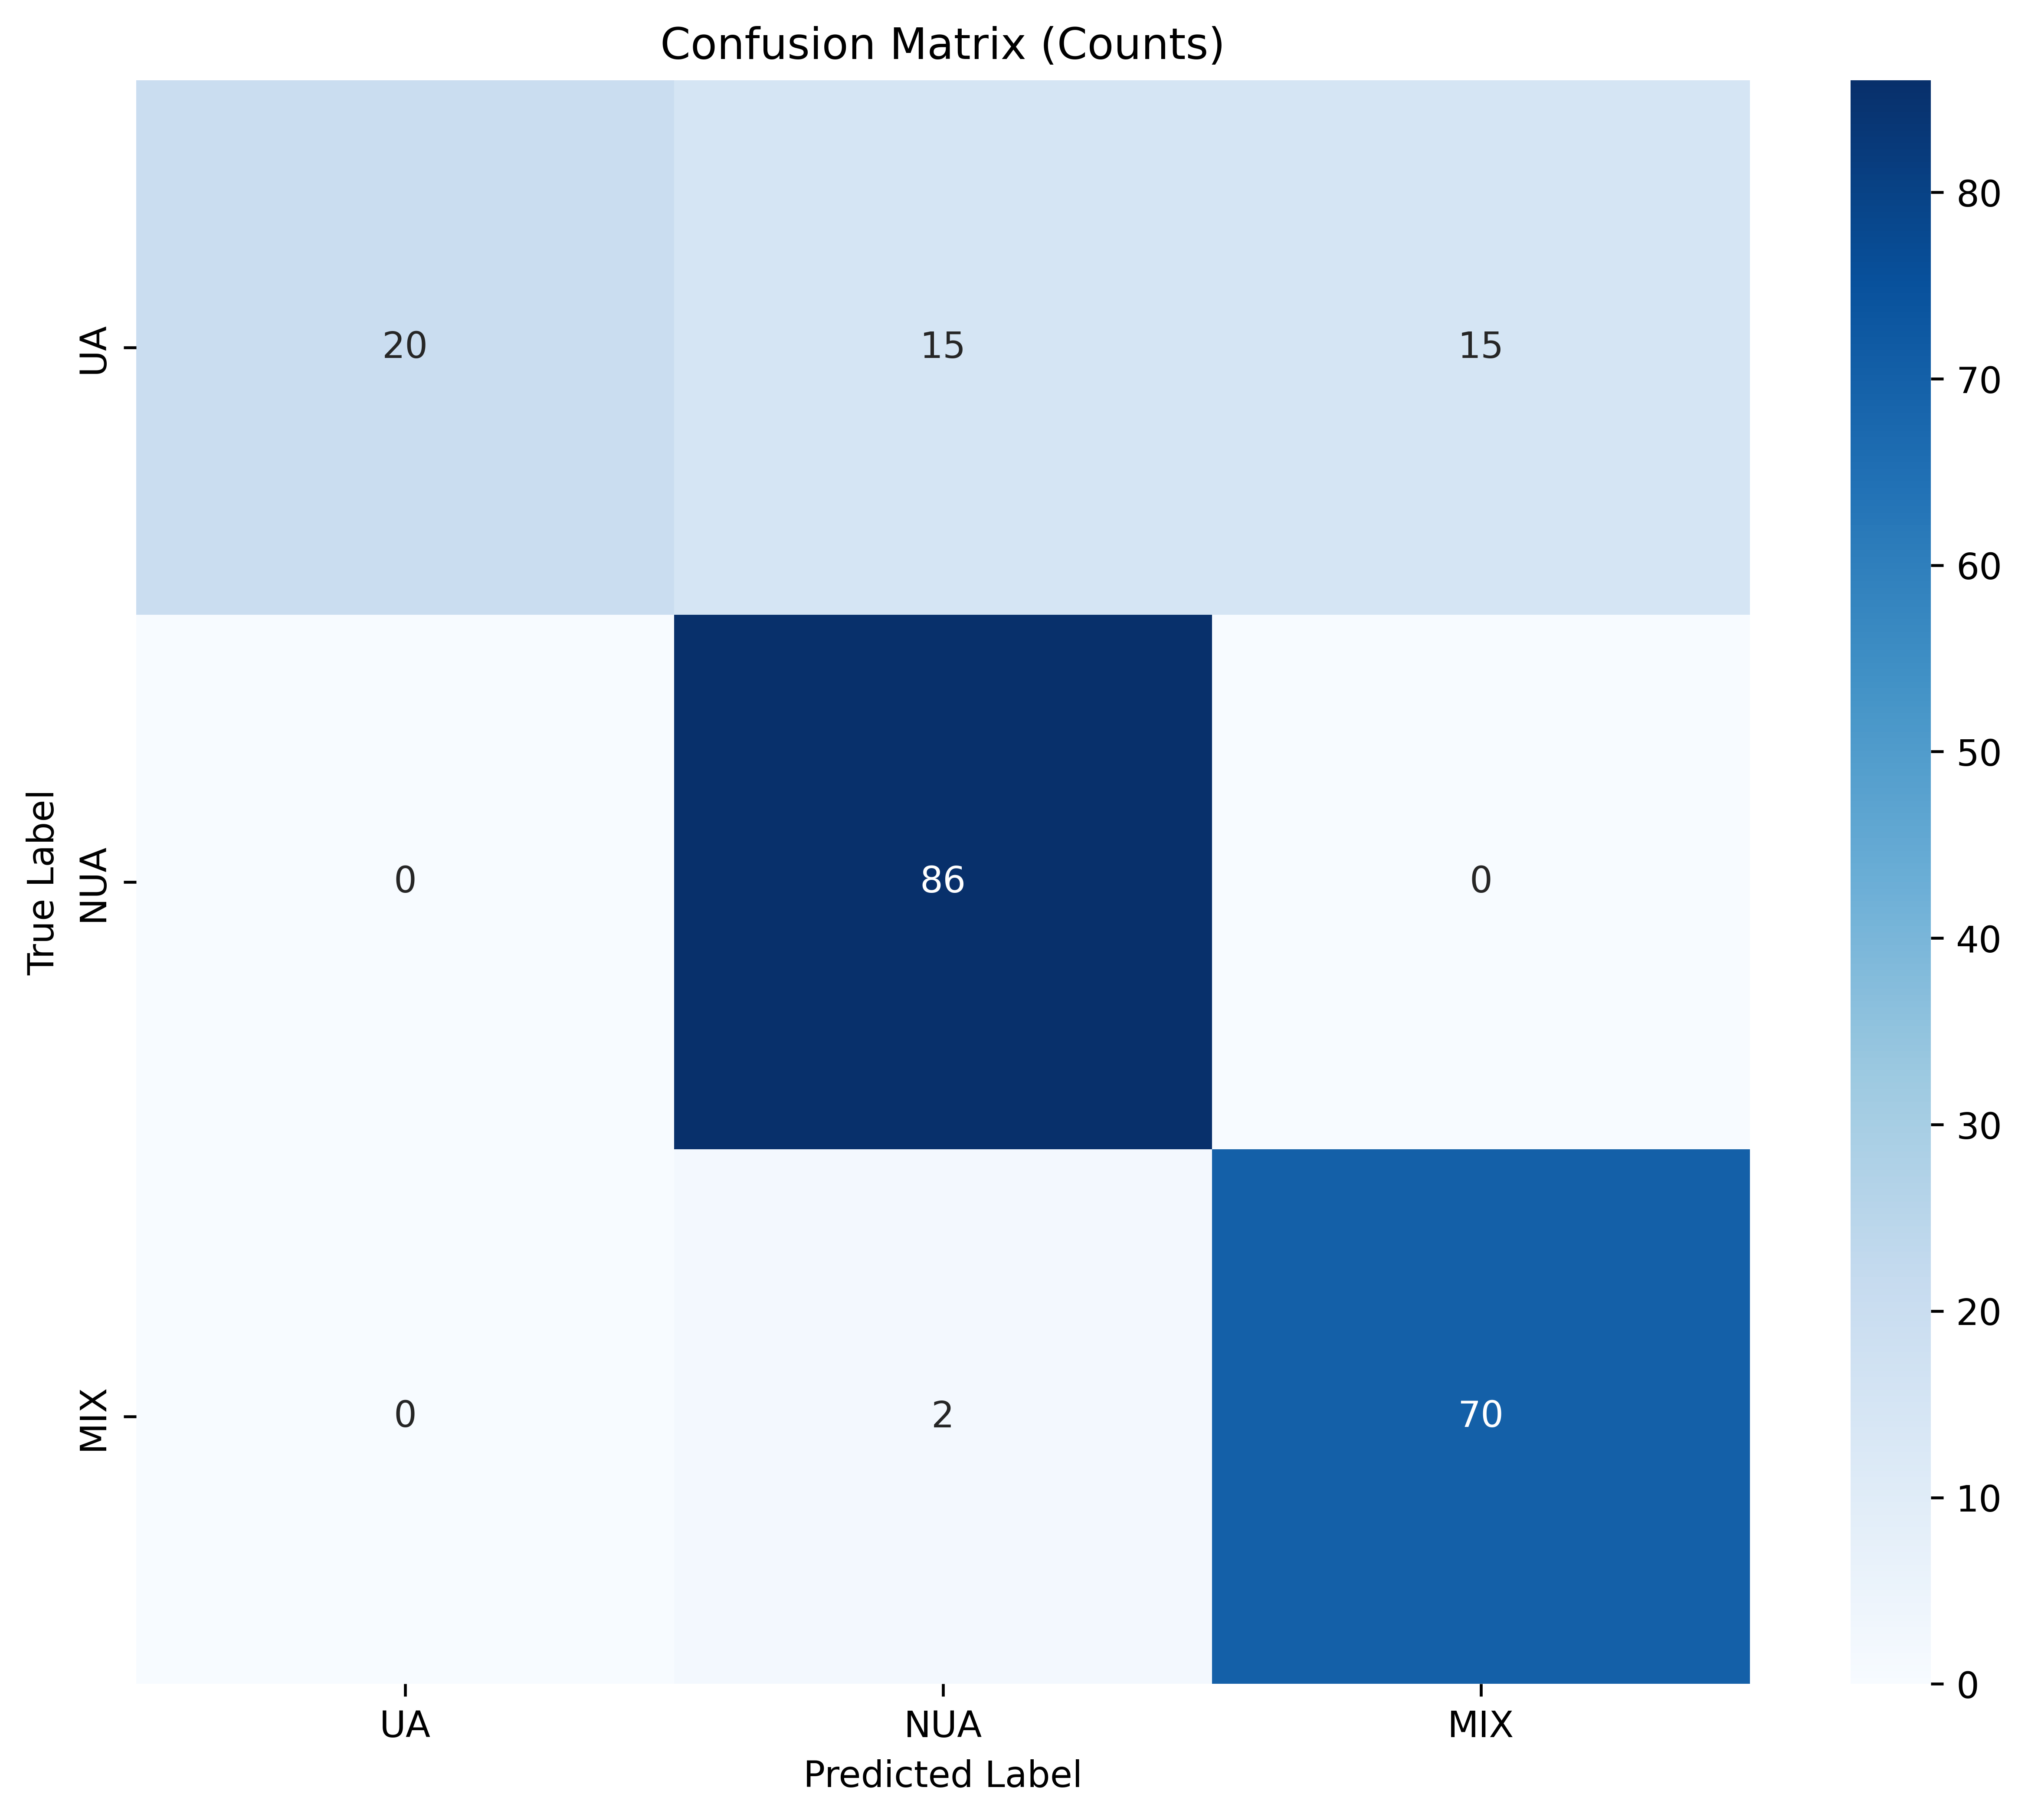 Confusion Matrix (Counts)
True Label
UA
20 15 15
NUA
0 86 0
MIX
0 2 70
UA NUA MIX
Predicted Label
80
70
60
50
40
30
20
10
0